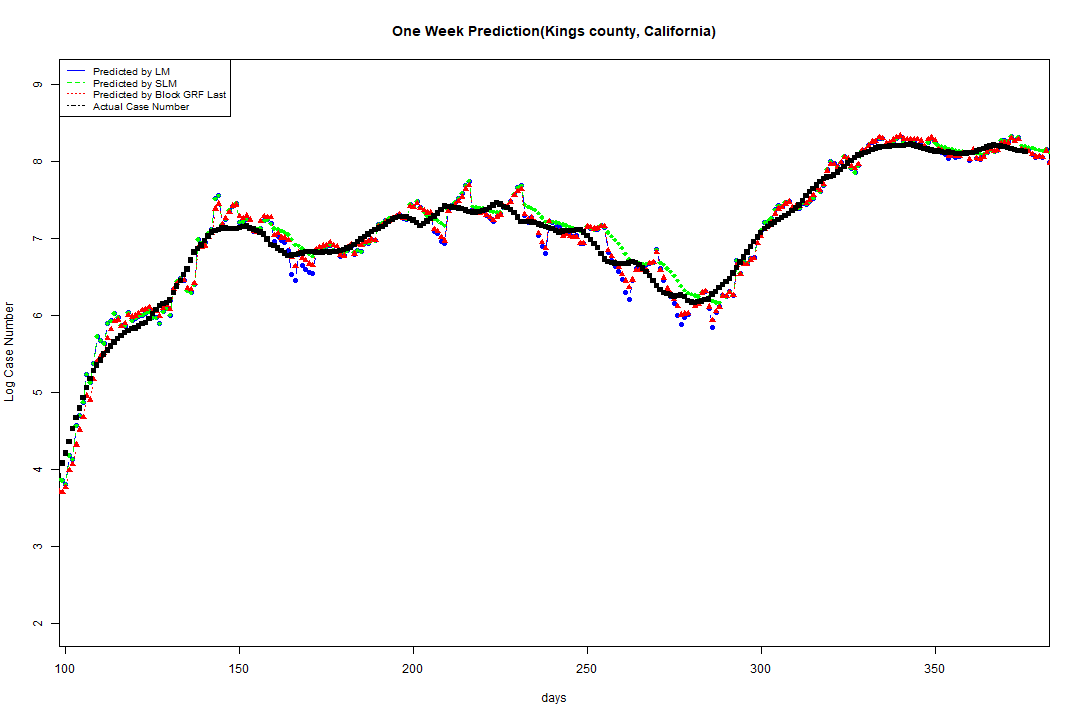 One Week Prediction(Kings county, California)
Predicted by LM
Predicted by SLM
Predicted by Block GRF Last
Actual Case Number
9
8
7
6
5
4
3
2
Log Case Number
100 150 200 250 300 350
days